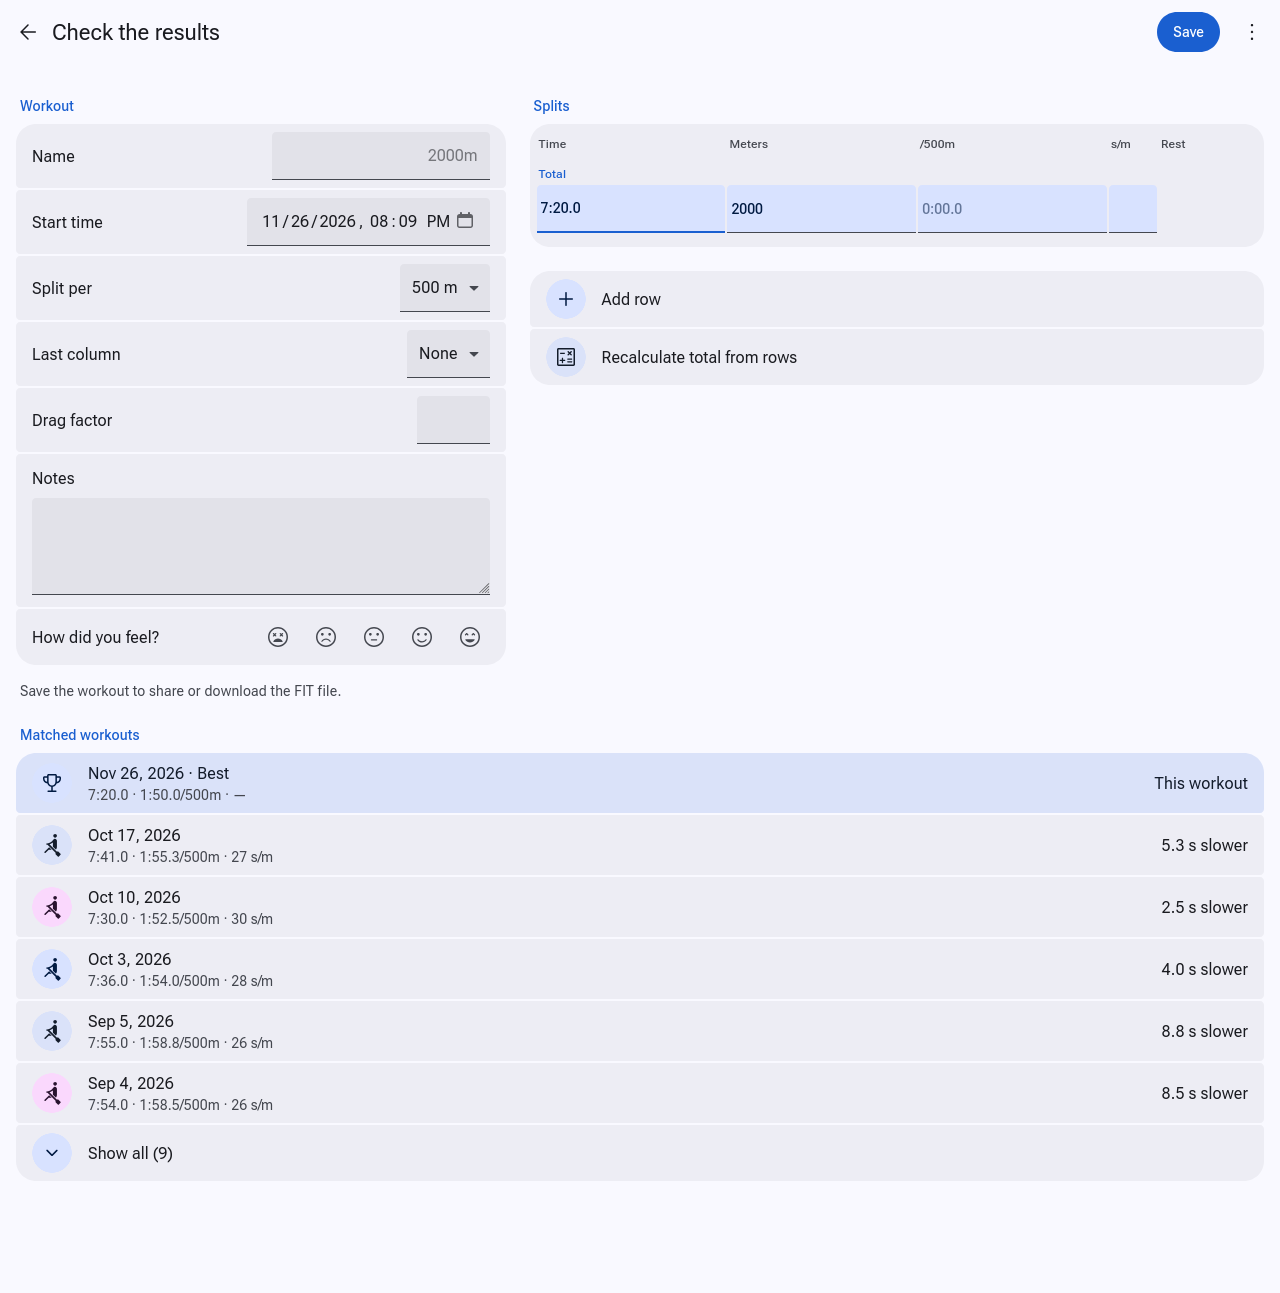 Check the results
Save
Workout
Name
2000m
Start time
11/26/2026, 08:09 PM
Split per
500 m
Last column
None
Drag factor
Notes
How did you feel?
Save the workout to share or download the FIT file.
Splits
Time Meters /500m s/m Rest
Total
7:20.0 2000 0:00.0
Add row
Recalculate total from rows
Matched workouts
Nov 26, 2026 · Best
7:20.0 · 1:50.0/500m · —
This workout
Oct 17, 2026
7:41.0 · 1:55.3/500m · 27 s/m
5.3 s slower
Oct 10, 2026
7:30.0 · 1:52.5/500m · 30 s/m
2.5 s slower
Oct 3, 2026
7:36.0 · 1:54.0/500m · 28 s/m
4.0 s slower
Sep 5, 2026
7:55.0 · 1:58.8/500m · 26 s/m
8.8 s slower
Sep 4, 2026
7:54.0 · 1:58.5/500m · 26 s/m
8.5 s slower
Show all (9)